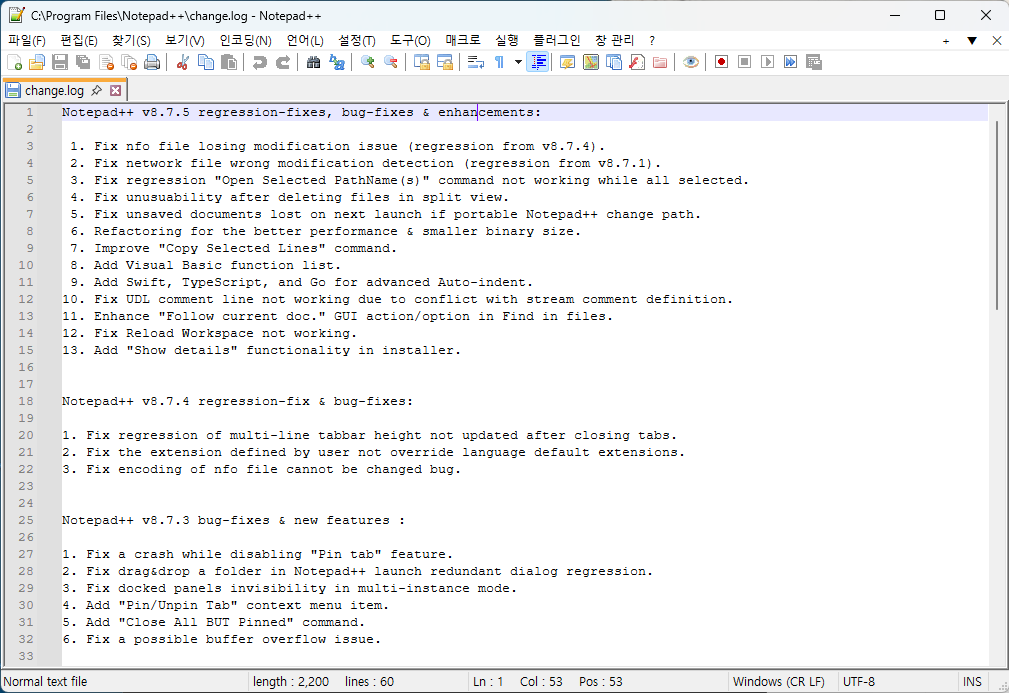 C:\Program Files\Notepad++\change.log - Notepad++
파일(F) 편집(E) 찾기(S) 보기(V) 인코딩(N) 언어(L) 설정(T) 도구(O) 매크로 실행 플러그인 창 관리 ?
change.log
1 Notepad++ v8.7.5 regression-fixes, bug-fixes & enhancements:
2
3 1. Fix nfo file losing modification issue (regression from v8.7.4).
4 2. Fix network file wrong modification detection (regression from v8.7.1).
5 3. Fix regression "Open Selected PathName(s)" command not working while all selected.
6 4. Fix unusuability after deleting files in split view.
7 5. Fix unsaved documents lost on next launch if portable Notepad++ change path.
8 6. Refactoring for the better performance & smaller binary size.
9 7. Improve "Copy Selected Lines" command.
10 8. Add Visual Basic function list.
11 9. Add Swift, TypeScript, and Go for advanced Auto-indent.
12 10. Fix UDL comment line not working due to conflict with stream comment definition.
13 11. Enhance "Follow current doc." GUI action/option in Find in files.
14 12. Fix Reload Workspace not working.
15 13. Add "Show details" functionality in installer.
16
17
18 Notepad++ v8.7.4 regression-fix & bug-fixes:
19
20 1. Fix regression of multi-line tabbar height not updated after closing tabs.
21 2. Fix the extension defined by user not override language default extensions.
22 3. Fix encoding of nfo file cannot be changed bug.
23
24
25 Notepad++ v8.7.3 bug-fixes & new features :
26
27 1. Fix a crash while disabling "Pin tab" feature.
28 2. Fix drag&drop a folder in Notepad++ launch redundant dialog regression.
29 3. Fix docked panels invisibility in multi-instance mode.
30 4. Add "Pin/Unpin Tab" context menu item.
31 5. Add "Close All BUT Pinned" command.
32 6. Fix a possible buffer overflow issue.
33
Normal text file length : 2,200 lines : 60 Ln : 1 Col : 53 Pos : 53 Windows (CR LF) UTF-8 INS